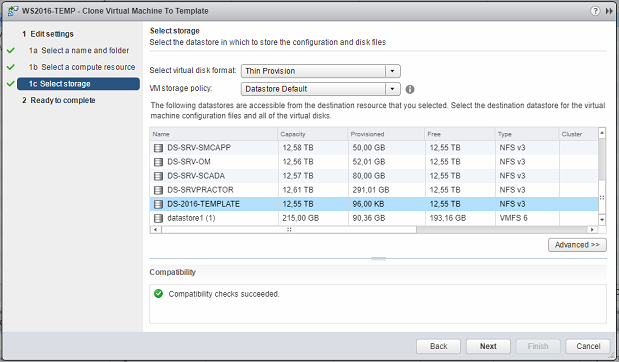 WS2016-TEMP - Clone Virtual Machine To Template
1 Edit settings
1a Select a name and folder
1b Select a compute resource
1c Select storage
2 Ready to complete
Select storage
Select the datastore in which to store the configuration and disk files
Select virtual disk format: Thin Provision
VM storage policy: Datastore Default
The following datastores are accessible from the destination resource that you selected. Select the destination datastore for the virtual
machine configuration files and all of the virtual disks.
Name Capacity Provisioned Free Type Cluster
DS-SRV-SMCAPP 12,58 TB 50,00 GB 12,55 TB NFS v3
DS-SRV-OM 12,56 TB 52,01 GB 12,55 TB NFS v3
DS-SRV-SCADA 12,57 TB 80,00 GB 12,55 TB NFS v3
DS-SRVPRACTOR 12,61 TB 291,01 GB 12,55 TB NFS v3
DS-2016-TEMPLATE 12,55 TB 96,00 KB 12,55 TB NFS v3
datastore1 (1) 215,00 GB 90,36 GB 193,16 GB VMFS 6
Advanced >>
Compatibility
Compatibility checks succeeded.
Back Next Finish Cancel